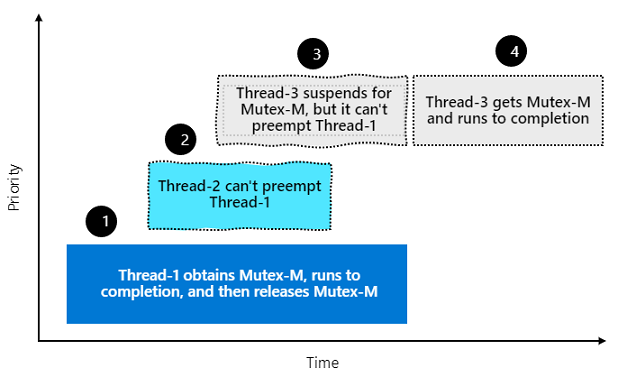 3
4
Thread-3 suspends for
Mutex-M, but it can't
preempt Thread-1
Thread-3 gets Mutex-M
and runs to completion
2
Thread-2 can't preempt
Thread-1
1
Thread-1 obtains Mutex-M, runs to
completion, and then releases Mutex-M
Priority
Time